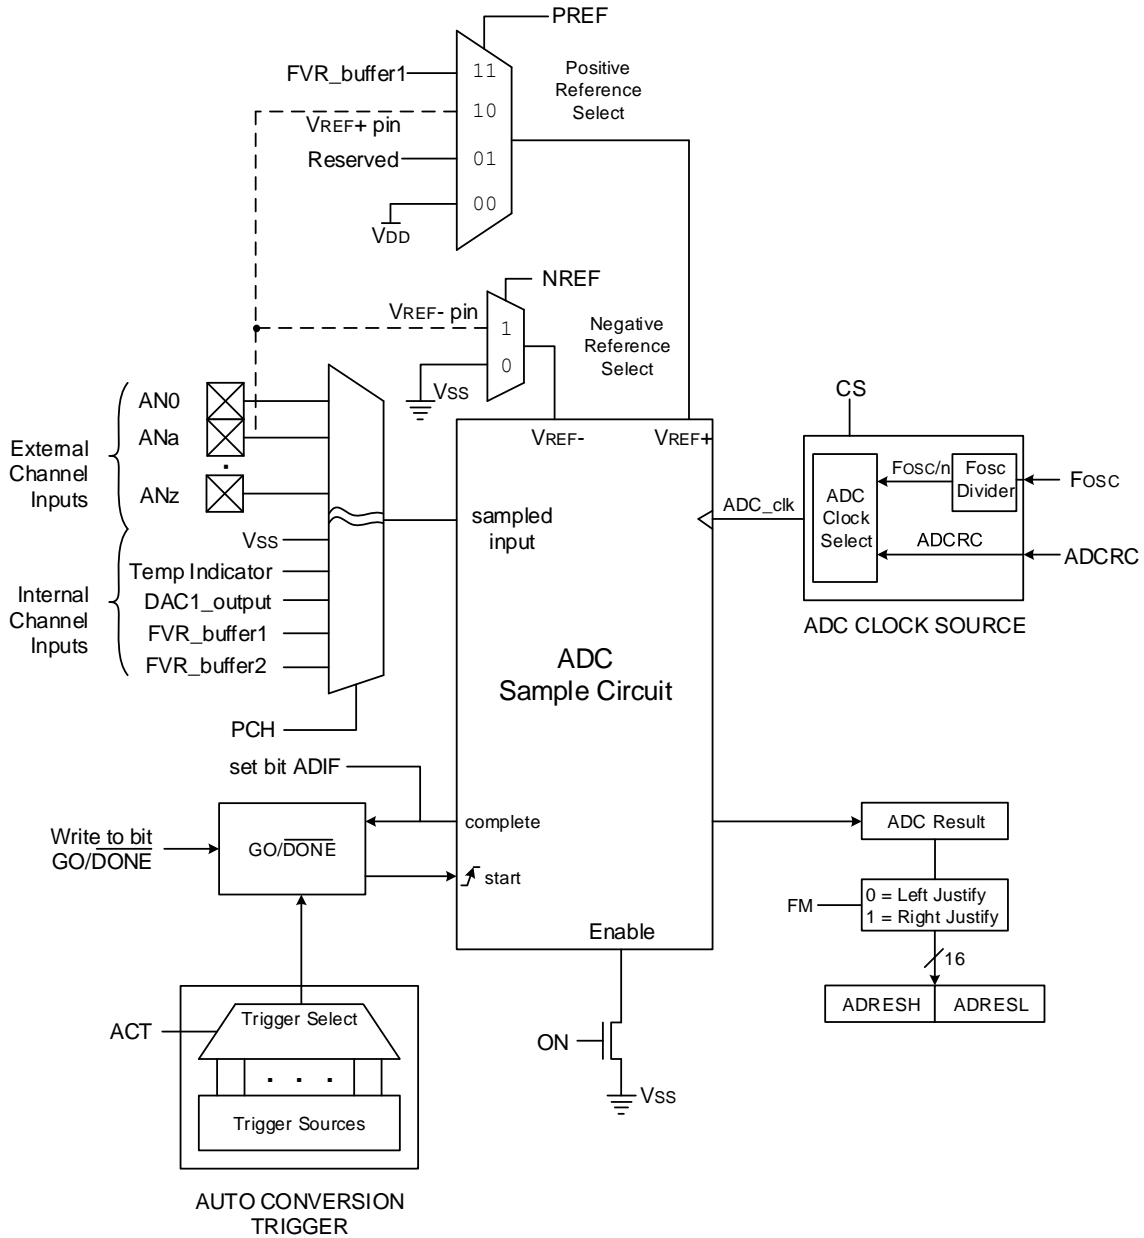 PREF
FVR_buffer1
11
Positive
Reference
Select
10
VREF+ pin
Reserved
01
00
VDD
NREF
VREF- pin
1
Negative
Reference
Select
0
VSS
External
Channel
Inputs
AN0
ANa
.
ANz
VREF-
VREF+
CS
ADC
Clock
Select
FOSC/n
Fosc
Divider
FOSC
ADC_clk
ADCRC
ADCRC
ADC CLOCK SOURCE
sampled
input
Internal
Channel
Inputs
VSS
Temp Indicator
DAC1_output
FVR_buffer1
FVR_buffer2
ADC
Sample Circuit
PCH
set bit ADIF
Write to bit
GO/DONE
GO/DONE
complete
start
ADC Result
FM
0 = Left Justify
1 = Right Justify
16
ADRESH
ADRESL
Enable
ON
VSS
ACT
Trigger Select
. . .
Trigger Sources
AUTO CONVERSION
TRIGGER